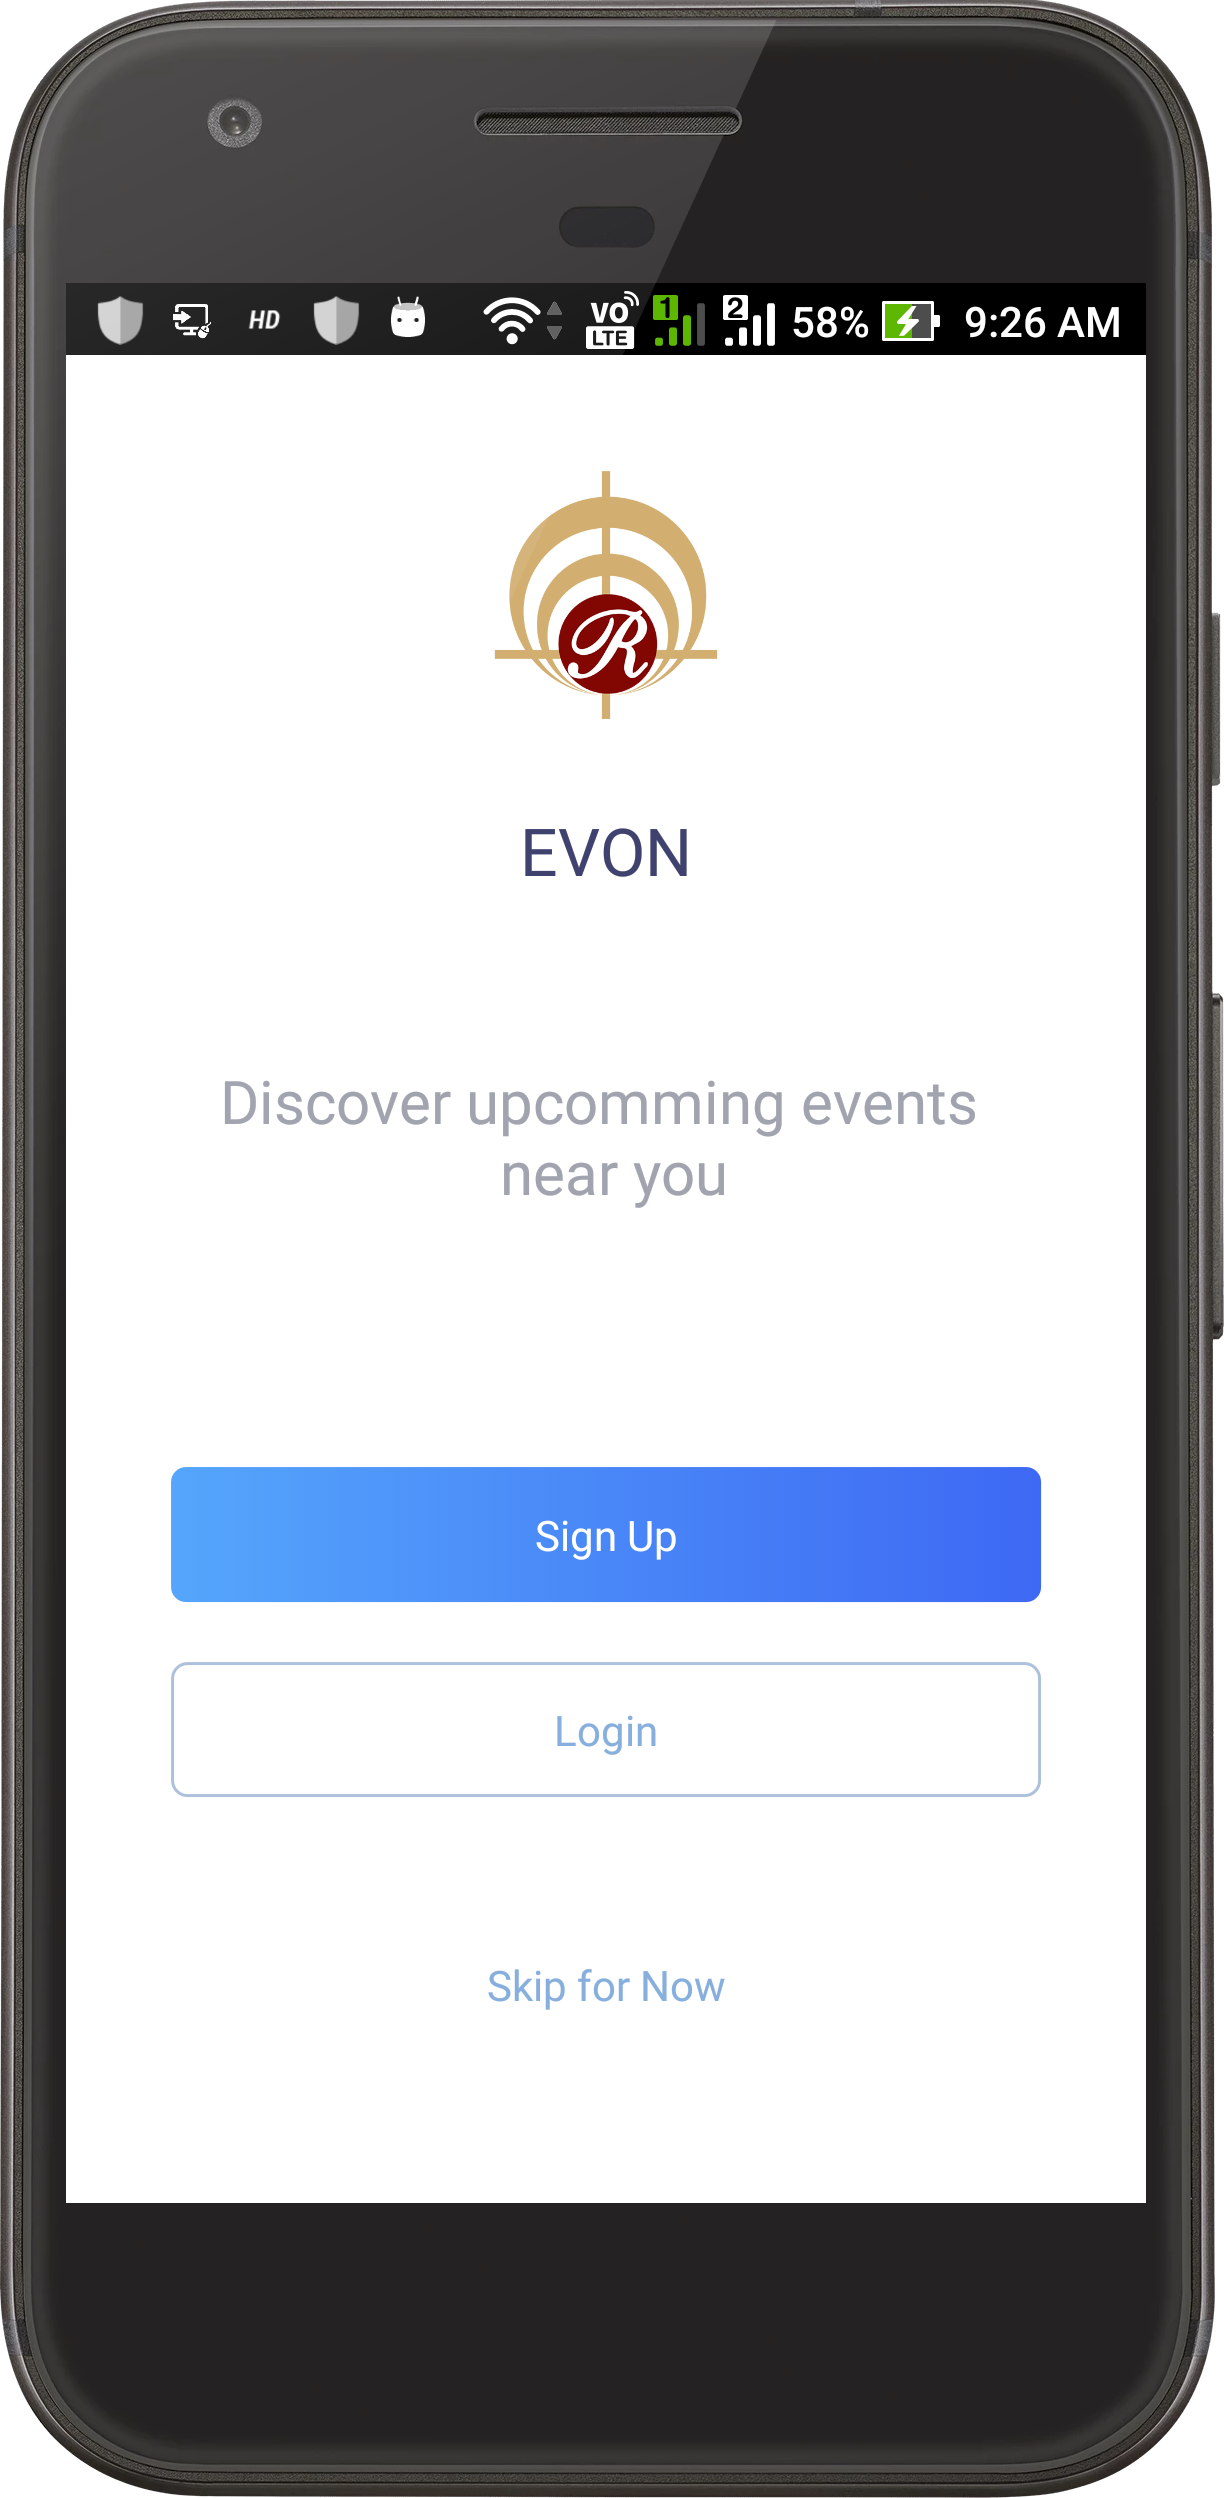 HD VO LTE 1 2 58% 9:26 AM
R
EVON
Discover upcomming events
near you
Sign Up
Login
Skip for Now